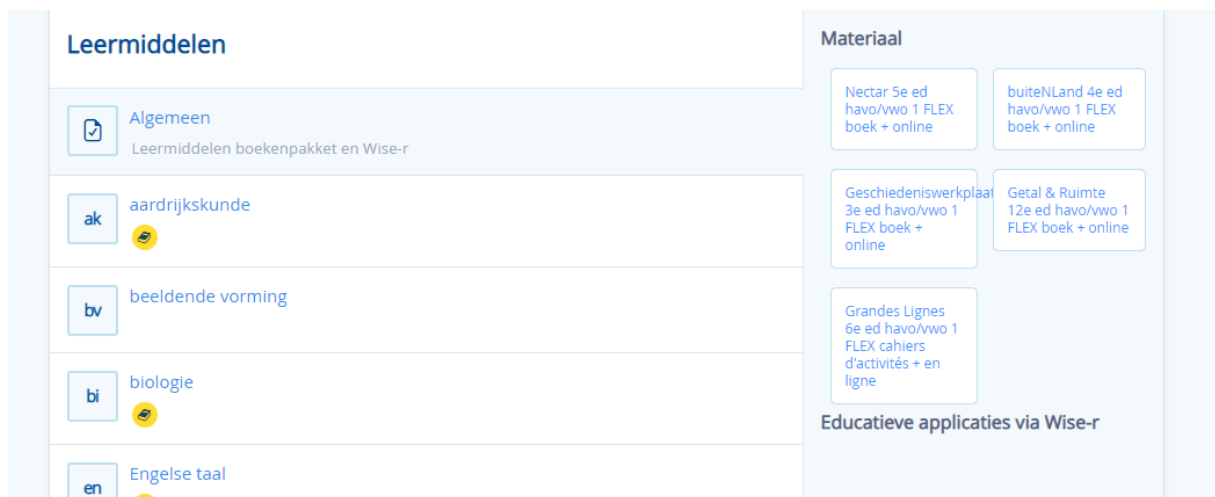 Leermiddelen
Algemeen
Leermiddelen boekenpakket en Wise-r
ak
aardrijkskunde
bv
beeldende vorming
bi
biologie
en
Engelse taal
Materiaal
Nectar 5e ed
havo/vwo 1 FLEX
boek + online
buiteNLand 4e ed
havo/vwo 1 FLEX
boek + online
Geschiedeniswerkplaat
3e ed havo/vwo 1
FLEX boek +
online
Getal & Ruimte
12e ed havo/vwo 1
FLEX boek + online
Grandes Lignes
6e ed havo/vwo 1
FLEX cahiers
d'activités + en
ligne
Educatieve applicaties via Wise-r